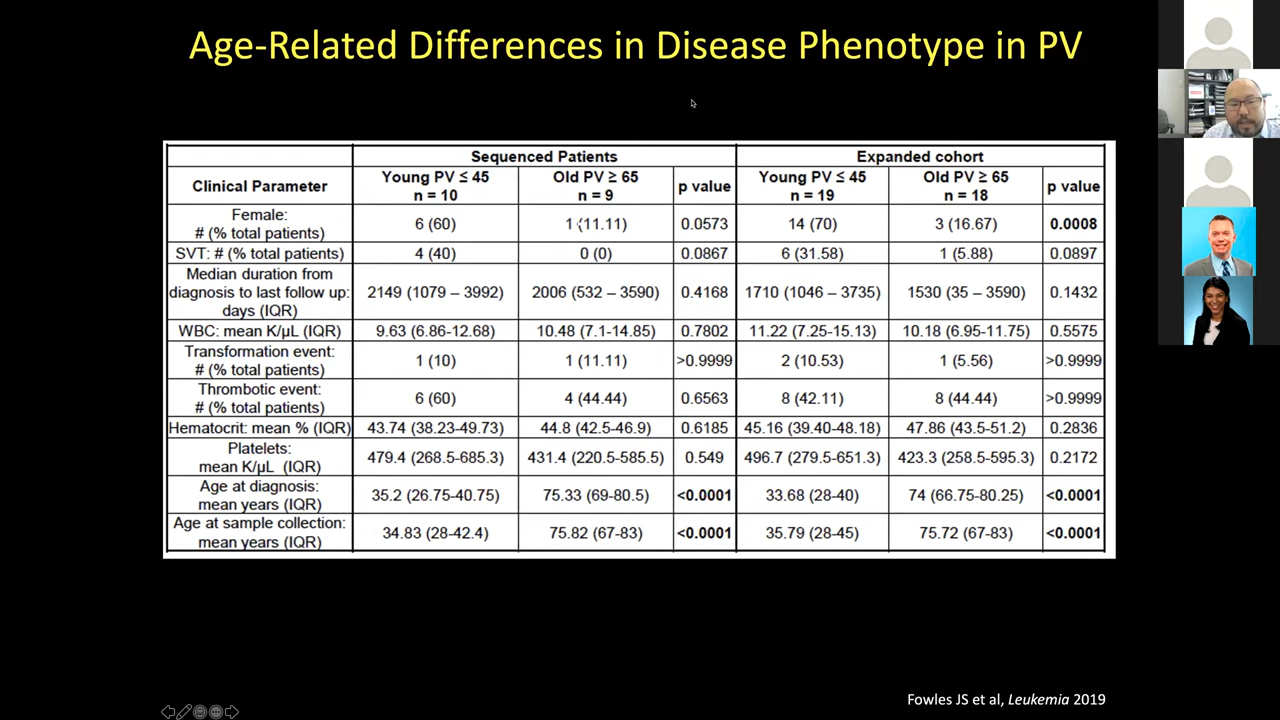 Age-Related Differences in Disease Phenotype in PV
Sequenced Patients Expanded cohort
Clinical Parameter Young PV ≤ 45 n = 10 Old PV ≥ 65 n = 9 p value Young PV ≤ 45 n = 19 Old PV ≥ 65 n = 18 p value
Female: # (% total patients) 6 (60) 1 (11.11) 0.0573 14 (70) 3 (16.67) 0.0008
SVT: # (% total patients) 4 (40) 0 (0) 0.0867 6 (31.58) 1 (5.88) 0.0897
Median duration from diagnosis to last follow up: days (IQR) 2149 (1079 – 3992) 2006 (532 – 3590) 0.4168 1710 (1046 – 3735) 1530 (35 – 3590) 0.1432
WBC: mean K/µL (IQR) 9.63 (6.86-12.68) 10.48 (7.1-14.85) 0.7802 11.22 (7.25-15.13) 10.18 (6.95-11.75) 0.5575
Transformation event: # (% total patients) 1 (10) 1 (11.11) >0.9999 2 (10.53) 1 (5.56) >0.9999
Thrombotic event: # (% total patients) 6 (60) 4 (44.44) 0.6563 8 (42.11) 8 (44.44) >0.9999
Hematocrit: mean % (IQR) 43.74 (38.23-49.73) 44.8 (42.5-46.9) 0.6185 45.16 (39.40-48.18) 47.86 (43.5-51.2) 0.2836
Platelets: mean K/µL (IQR) 479.4 (268.5-685.3) 431.4 (220.5-585.5) 0.549 496.7 (279.5-651.3) 423.3 (258.5-595.3) 0.2172
Age at diagnosis: mean years (IQR) 35.2 (26.75-40.75) 75.33 (69-80.5) <0.0001 33.68 (28-40) 74 (66.75-80.25) <0.0001
Age at sample collection: mean years (IQR) 34.83 (28-42.4) 75.82 (67-83) <0.0001 35.79 (28-45) 75.72 (67-83) <0.0001
Fowles JS et al, Leukemia 2019